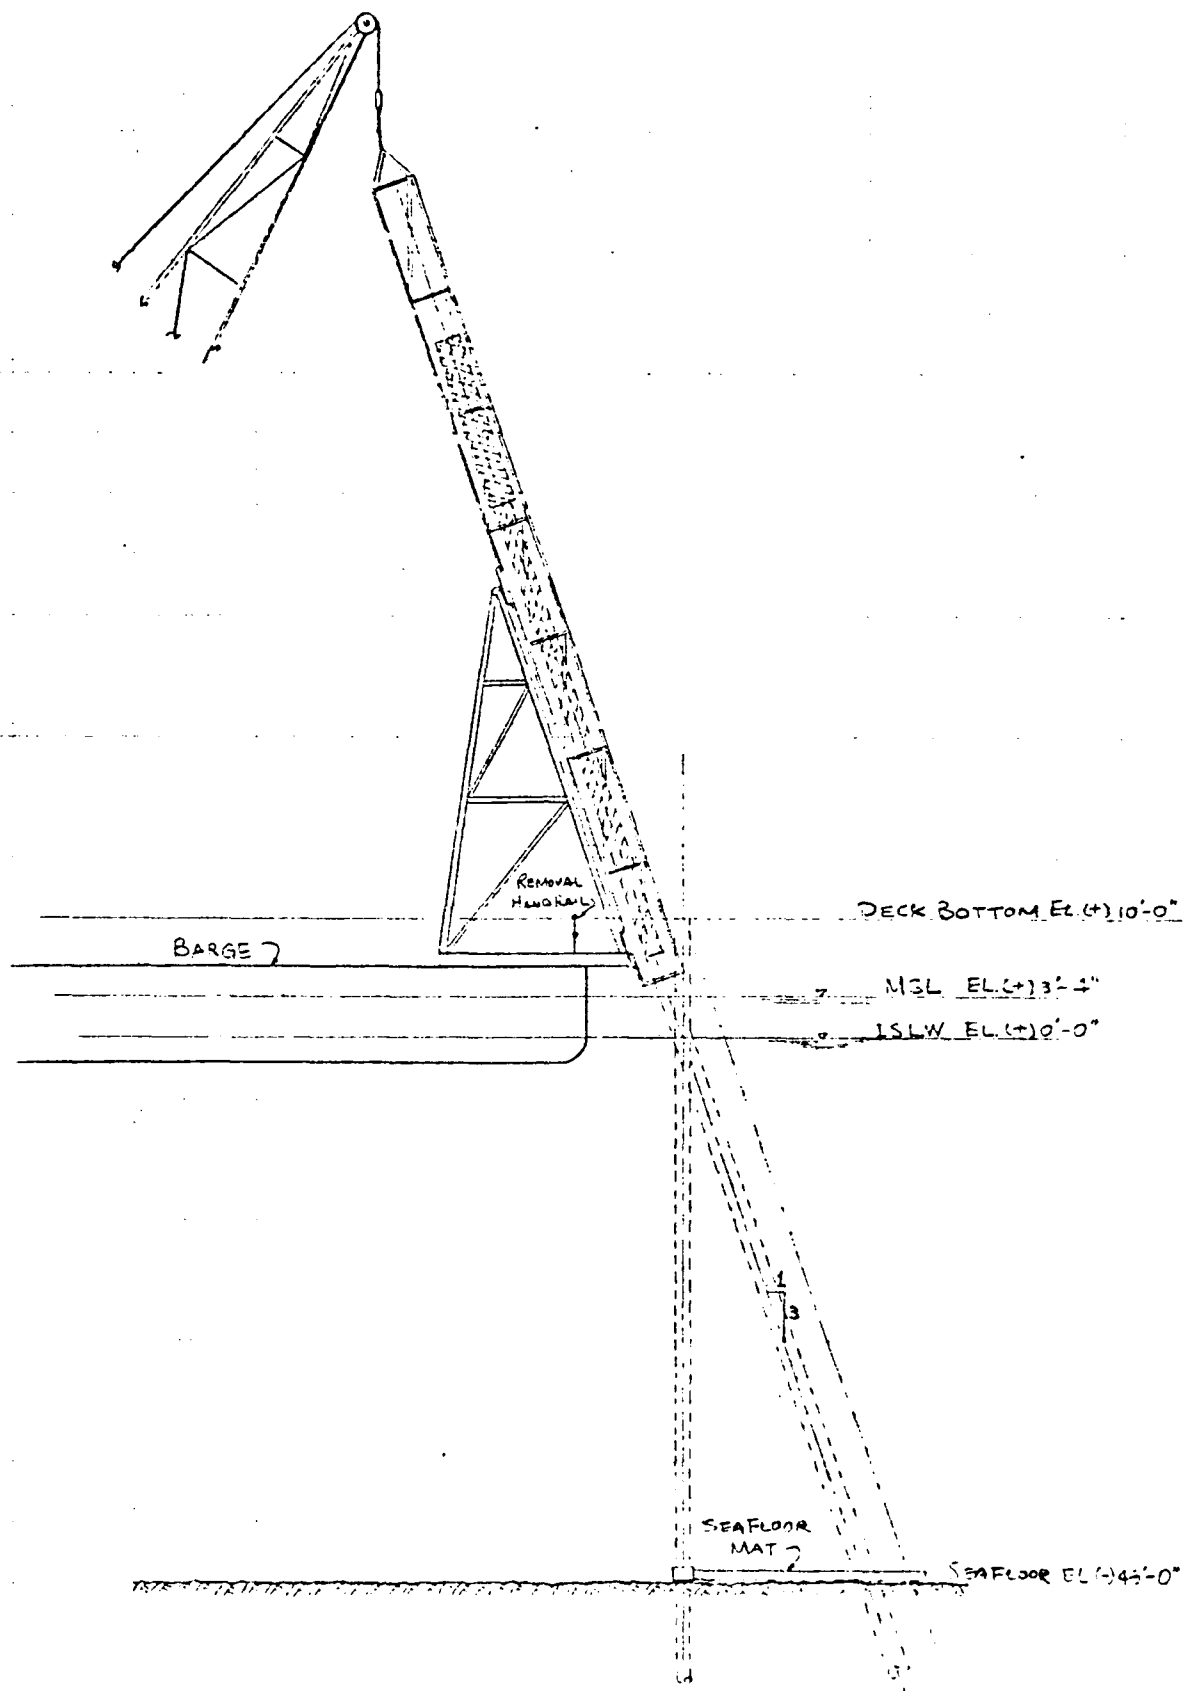 REMOVAL
HANDRAIL
DECK BOTTOM EL (+) 10'-0"
BARGE
MSL EL (+) 3'-1"
ISLW EL. (+) 0'-0"
1
3
SEAFLOOR
MAT
SEAFLOOR EL (-) 45'-0"